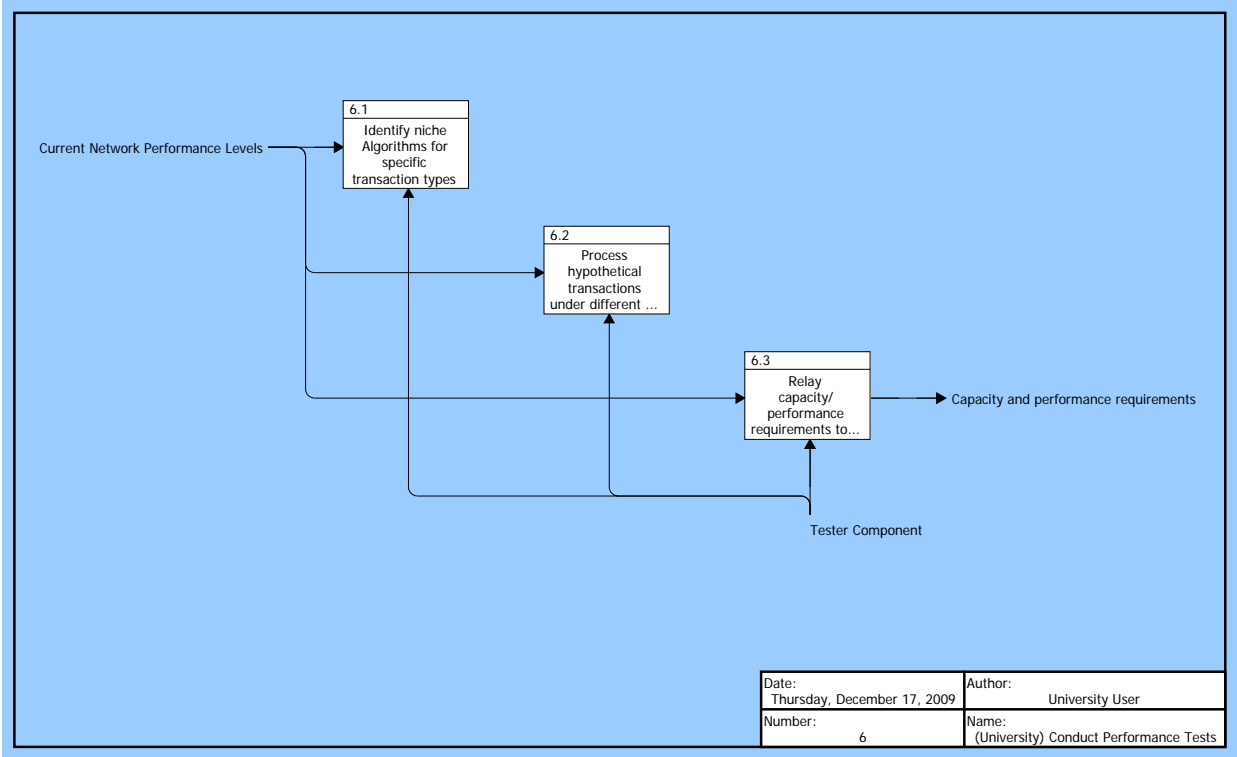 6.1
Identify niche
Algorithms for
specific
transaction types
Current Network Performance Levels
6.2
Process
hypothetical
transactions
under different ...
6.3
Relay
capacity/
performance
requirements to...
Capacity and performance requirements
Tester Component
Date:
Thursday, December 17, 2009
Author:
University User
Number:
6
Name:
(University) Conduct Performance Tests